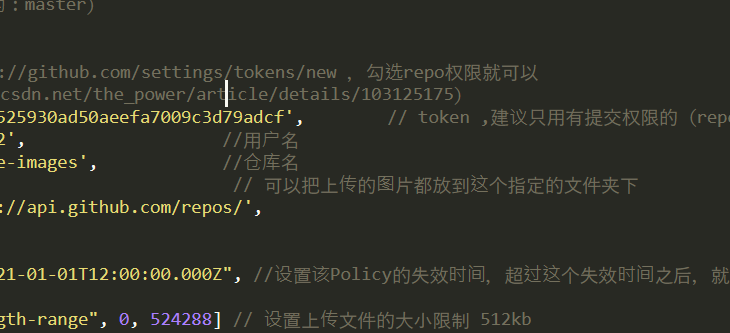 ：master)
://github.com/settings/tokens/new ，勾选repo权限就可以
csdn.net/the_power/article/details/103125175)
525930ad50aeefa7009c3d79adcf', // token ,建议只用有提交权限的（repo
2', //用户名
e-images', //仓库名
// 可以把上传的图片都放到这个指定的文件夹下
://api.github.com/repos/',
21-01-01T12:00:00.000Z", //设置该Policy的失效时间，超过这个失效时间之后，就
gth-range", 0, 524288] // 设置上传文件的大小限制 512kb